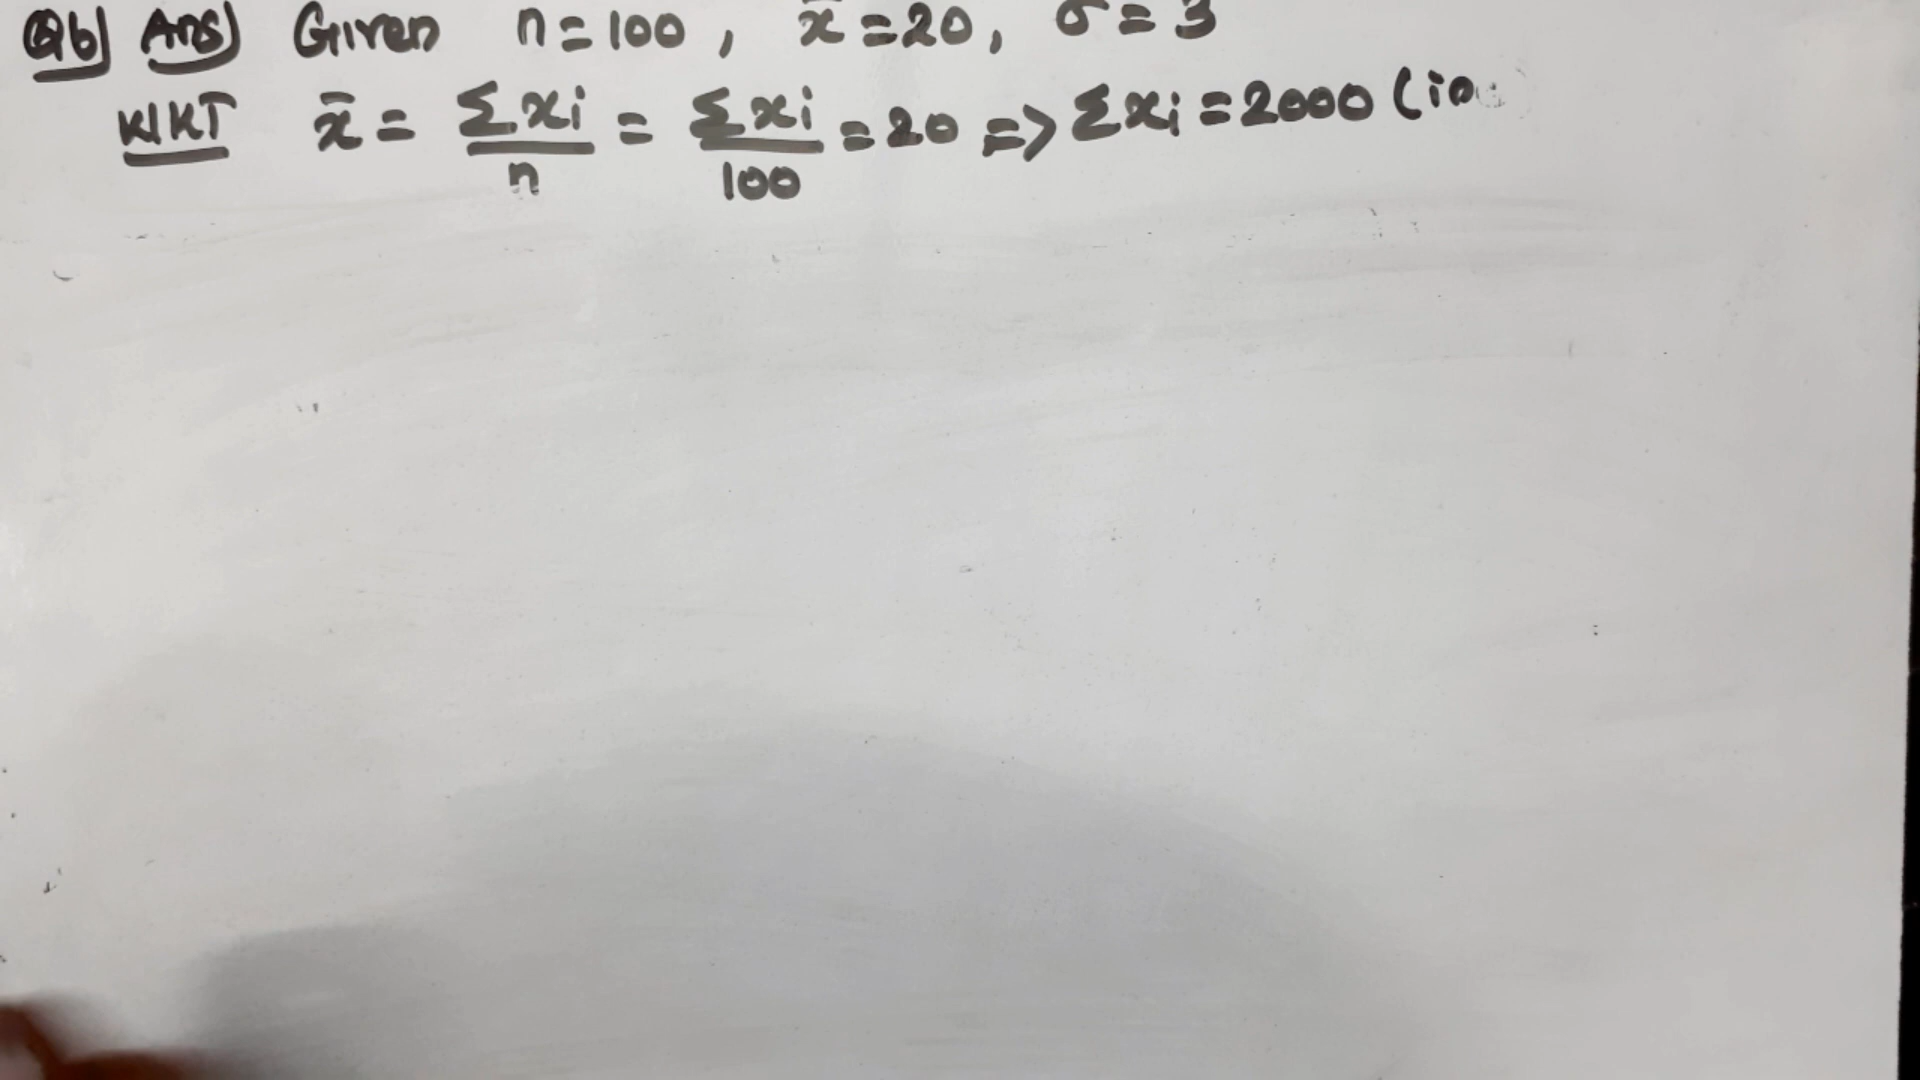 Q6) Ans) Given n = 100 , x̄ = 20, σ = 3
WKT x̄ = Σxi / n = Σxi / 100 = 20 => Σxi = 2000